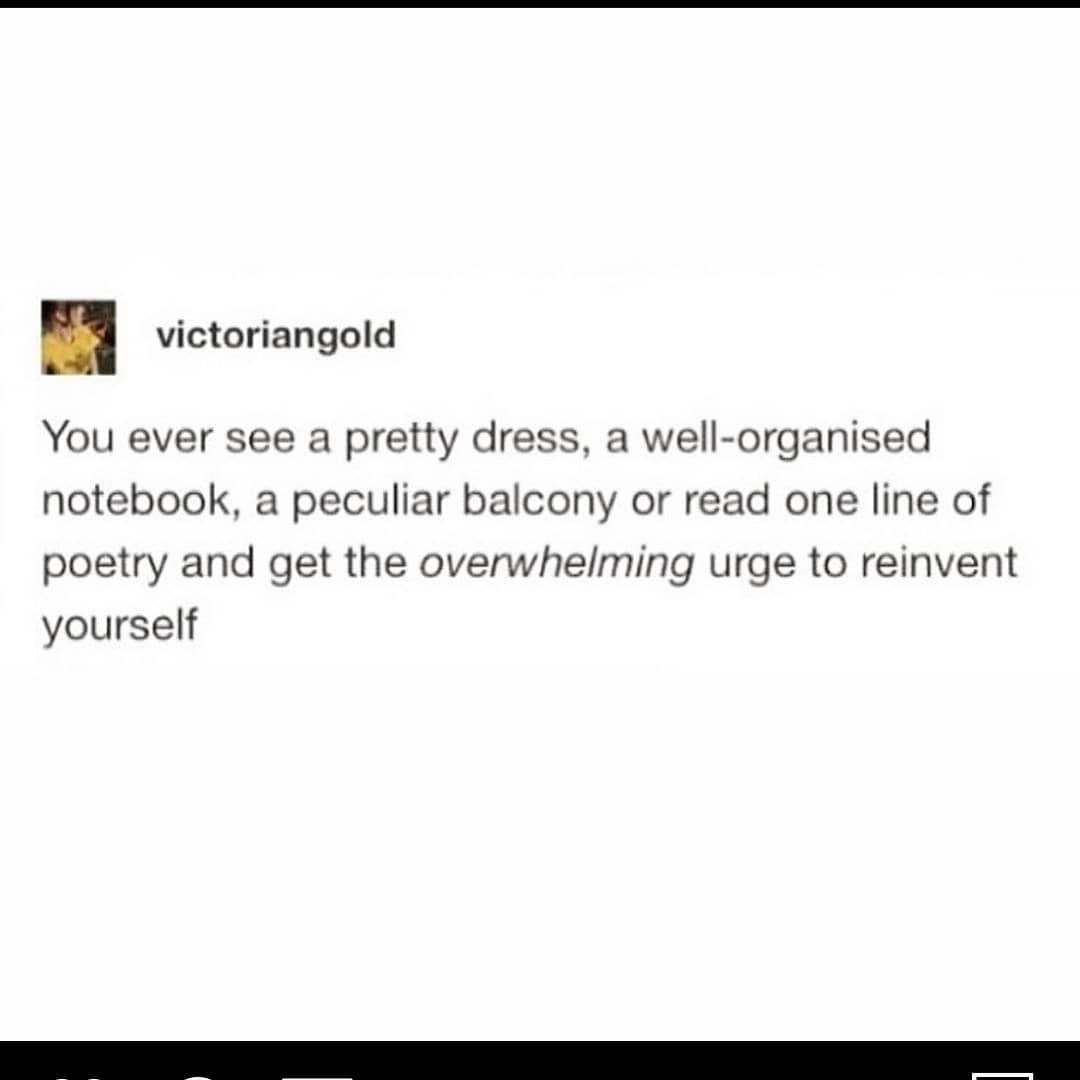 victoriangold
You ever see a pretty dress, a well-organised
notebook, a peculiar balcony or read one line of
poetry and get the overwhelming urge to reinvent
yourself